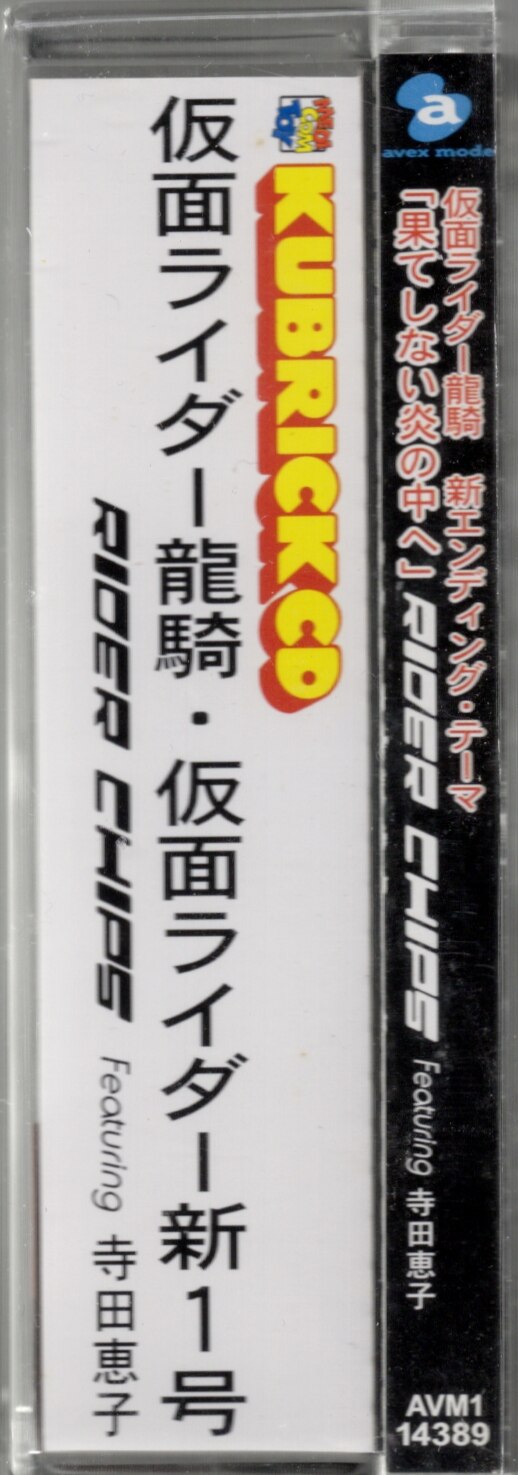 MEDICOM TOY
KUBRICK CD
仮面ライダー龍騎・仮面ライダー新1号
RIDER CHIPS Featuring 寺田恵子
a
avex mode
仮面ライダー龍騎 新エンディング・テーマ
「果てしない炎の中へ」RIDER CHIPS Featuring 寺田恵子
AVM1
14389